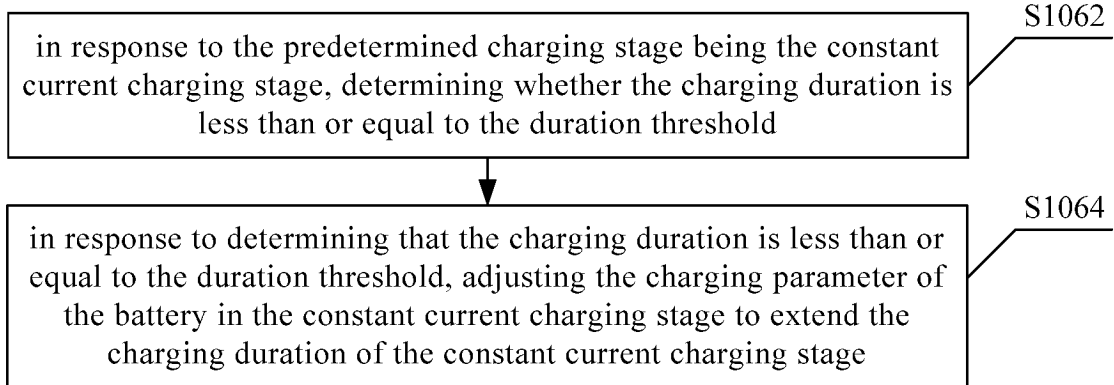 S1062
in response to the predetermined charging stage being the constant
current charging stage, determining whether the charging duration is
less than or equal to the duration threshold
S1064
in response to determining that the charging duration is less than or
equal to the duration threshold, adjusting the charging parameter of
the battery in the constant current charging stage to extend the
charging duration of the constant current charging stage